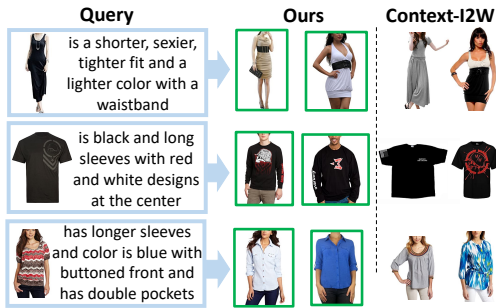 Query
Ours
Context-I2W
is a shorter, sexier,
tighter fit and a
lighter color with a
waistband
is black and long
sleeves with red
and white designs
at the center
has longer sleeves
and color is blue with
buttoned front and
has double pockets